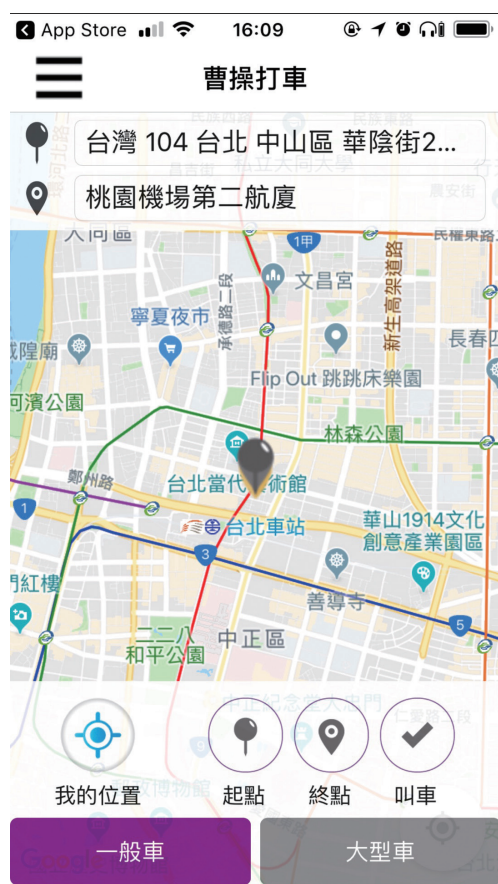 App Store
16:09
曹操打車
台灣 104 台北 中山區 華陰街2...
桃園機場第二航廈
大同區
1甲
民權東路
文昌宮
承德路二段
新生高架道路
寧夏夜市
長春
隍廟
Flip Out 跳跳床樂園
河濱公園
林森公園
鄭州路
台北當代
術館
1
台北車站
華山1914文化
創意產業園區
3
紅樓
善導寺
5
二二八
和平公園
中正區
我的位置
起點
終點
叫車
一般車
大型車